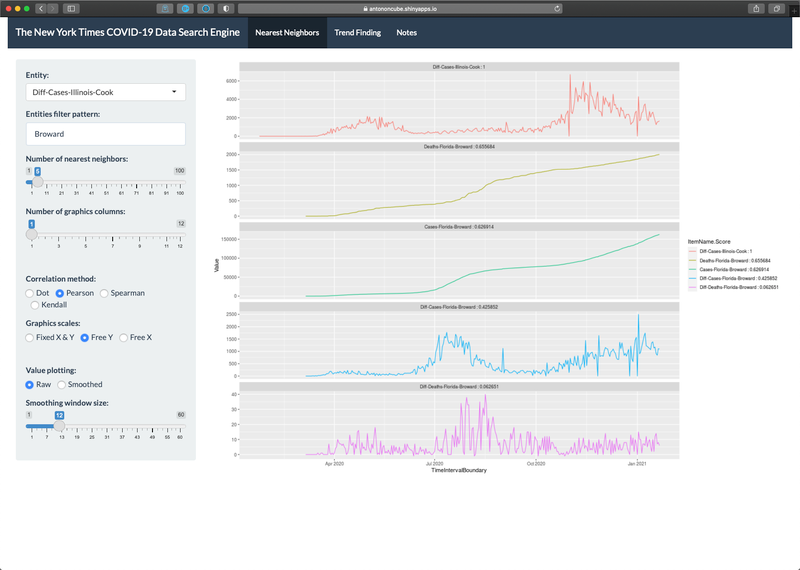 antononcube.shinyapps.io
The New York Times COVID-19 Data Search Engine
Nearest Neighbors
Trend Finding
Notes
Entity:
Diff-Cases-Illinois-Cook
Entities filter pattern:
Broward
Number of nearest neighbors:
1 5 100
1 11 21 31 41 51 61 71 81 91 100
Number of graphics columns:
1 12
1 3 5 7 9 11 12
Correlation method:
Dot Pearson Spearman
Kendall
Graphics scales:
Fixed X & Y Free Y Free X
Value plotting:
Raw Smoothed
Smoothing window size:
1 12 60
1 7 13 19 25 31 37 43 49 55 60
Diff-Cases-Illinois-Cook : 1
6000
4000
2000
0
Deaths-Florida-Broward : 0.655684
2000
1500
1000
500
0
Cases-Florida-Broward : 0.626914
150000
100000
50000
0
Diff-Cases-Florida-Broward : 0.425852
2500
2000
1500
1000
500
0
Diff-Deaths-Florida-Broward : 0.062651
40
30
20
10
0
Value
Apr 2020 Jul 2020 Oct 2020 Jan 2021
TimeIntervalBoundary
ItemName.Score
Diff-Cases-Illinois-Cook : 1
Deaths-Florida-Broward : 0.655684
Cases-Florida-Broward : 0.626914
Diff-Cases-Florida-Broward : 0.425852
Diff-Deaths-Florida-Broward : 0.062651